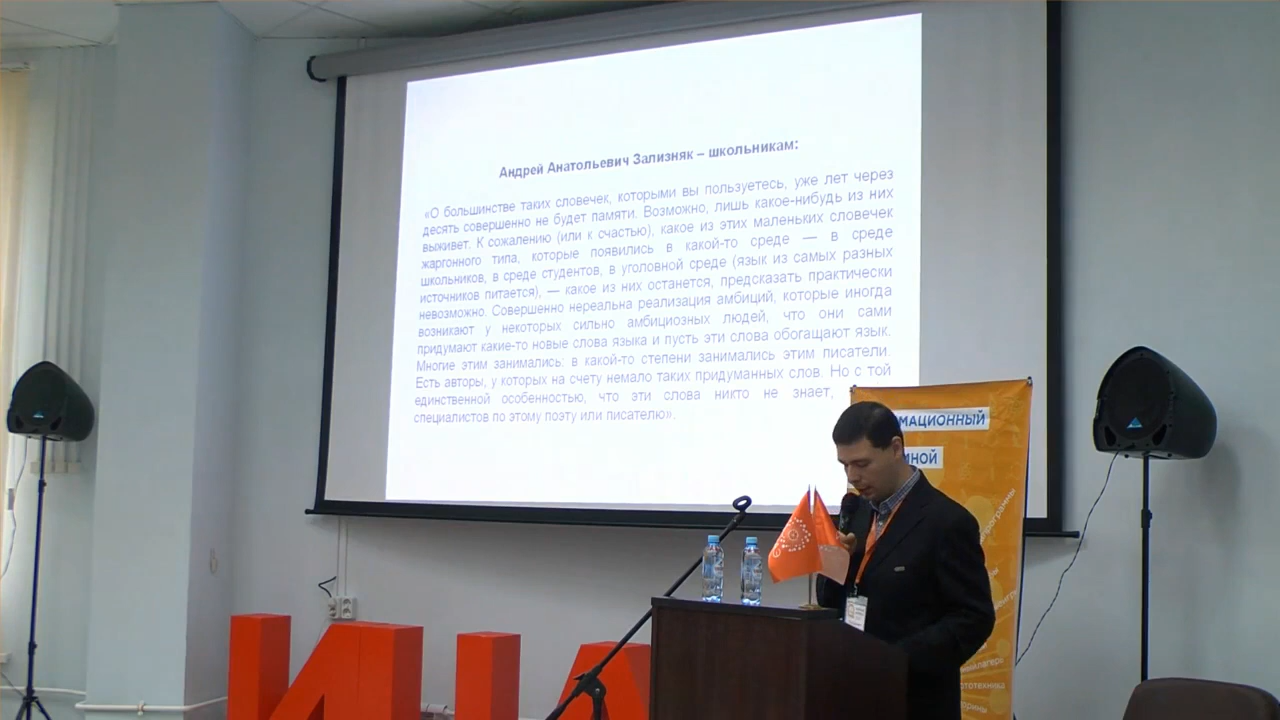 Андрей Анатольевич Зализняк – школьникам:
«О большинстве таких словечек, которыми вы пользуетесь, уже лет через
десять совершенно не будет памяти. Возможно, лишь какое-нибудь из них
выживет. К сожалению (или к счастью), какое из этих маленьких словечек
жаргонного типа, которые появились в какой-то среде — в среде
школьников, в среде студентов, в уголовной среде (язык из самых разных
источников питается), — какое из них останется, предсказать практически
невозможно. Совершенно нереальна реализация амбиций, которые иногда
возникают у некоторых сильно амбициозных людей, что они сами
придумают какие-то новые слова языка и пусть эти слова обогащают язык.
Многие этим занимались: в какой-то степени занимались этим писатели.
Есть авторы, у которых на счету немало таких придуманных слов. Но с той
единственной особенностью, что эти слова никто не знает,
специалистов по этому поэту или писателю».
МАЦИОННЫЙ
МНОЙ
ИЦ